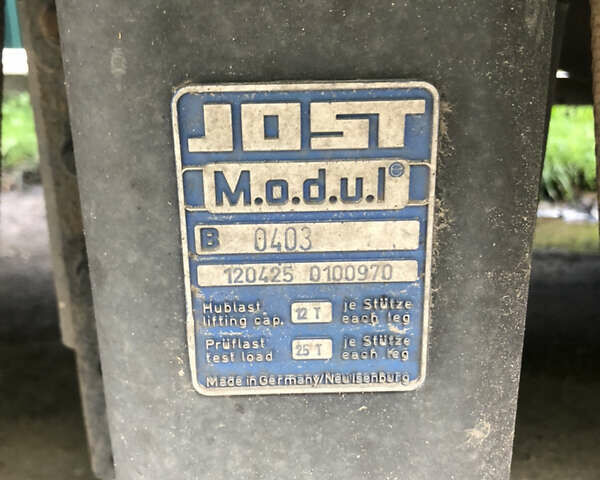 JOST
M.o.d.u.l®
B 0403
120425 0100970
Hublast 12 T je Stütze
lifting cap. each leg
Prüflast 25 T je Stütze
test load each leg
Made in Germany/Neu Isenburg